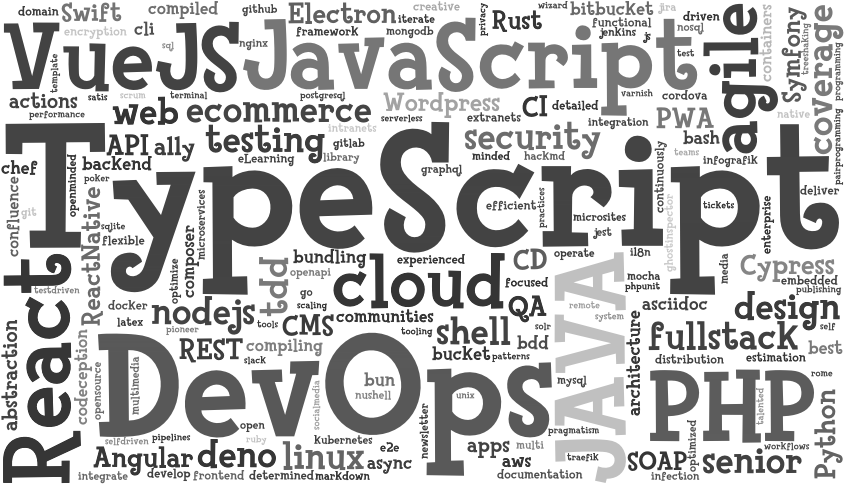 domain
Swift
compiled
github
Electron
creative
privacy
wizard
bitbucket
jira
driven
agile
containers
Symfony
treeshaking
coverage
programming
encryption
cli
iterate
Rust
functional
nosql
template
VueJS
sql
nginx
framework
mongodb
JavaScript
jenkins
js
test
actions
satis
scrum
terminal
postgresql
Wordpress
varnish
cordova
performance
web
ecommerce
serverless
extranets
CI
detailed
integration
PWA
native
pairprogramming
API
ally
testing
intranets
gitlab
security
bash
teams
chef
backend
eLearning
library
graphql
minded
hackmd
continuously
infografik
TypeScript
openminded
poker
efficient
practices
microsites
tickets
deliver
confluence
git
ReactNative
sqlite
flexible
composer
microservices
jest
ghostinspector
enterprise
React
testdriven
optimize
tdd
bundling
openapi
experienced
CD
operate
i18n
media
Cypress
cloud
focused
JAVA
mocha
phpunit
embedded
publishing
docker
latex
nodejs
pioneer
go
scaling
tools
CMS
communities
tooling
QA
remote
system
asciidoc
design
self
abstraction
codeception
REST
slack
compiling
shell
solr
bdd
architecture
fullstack
best
bucket
patterns
distribution
estimation
opensource
multimedia
DevOps
socialmedia
bun
nushell
unix
mysql
PHP
talented
rome
Python
selfdriven
pipelines
open
ruby
Kubernetes
e2e
newsletter
pragmatism
optimized
workflows
Angular
deno
linux
async
apps
multi
aws
traefik
SOAP
senior
integrate
develop
frontend
determined
markdown
documentation
infection